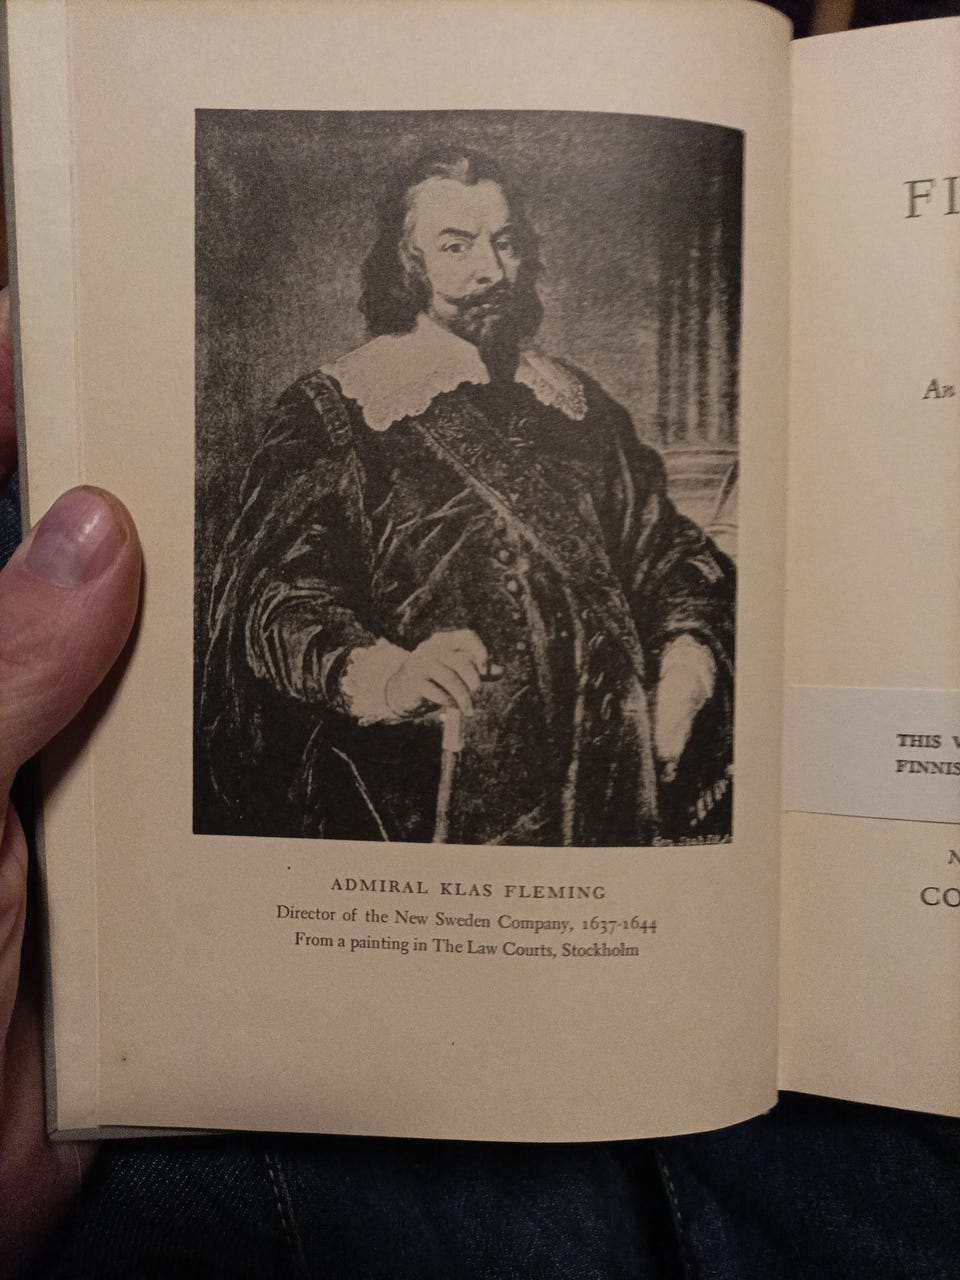 ADMIRAL KLAS FLEMING
Director of the New Sweden Company, 1637-1644
From a painting in The Law Courts, Stockholm
FI
An
THIS
FINNIS
CO